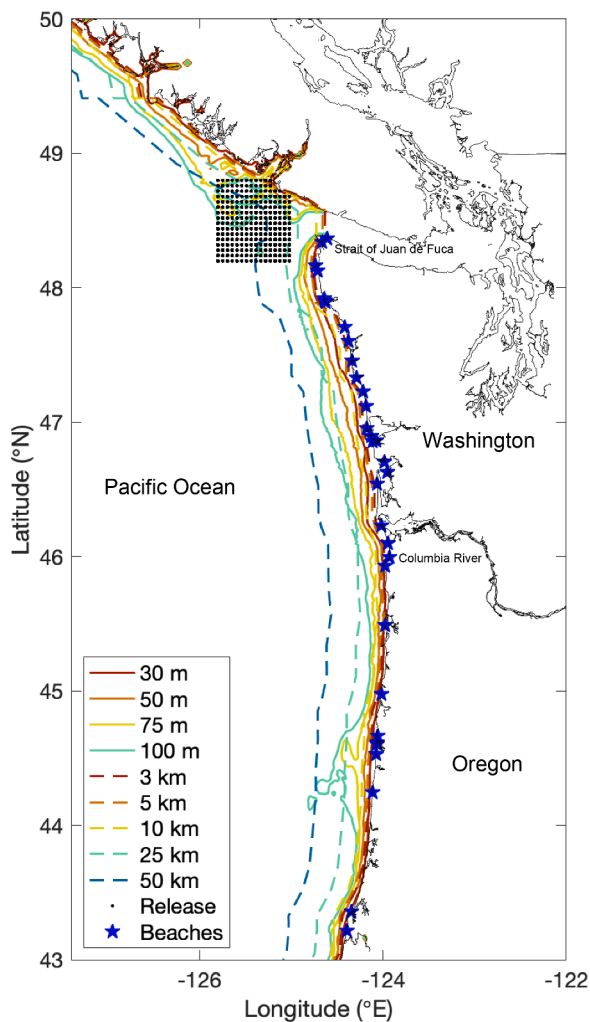 50
49
48
47
46
45
44
43
Latitude (°N)
Strait of Juan de Fuca
Washington
Pacific Ocean
Columbia River
Oregon
30 m
50 m
75 m
100 m
3 km
5 km
10 km
25 km
50 km
Release
Beaches
-126
-124
-122
Longitude (°E)